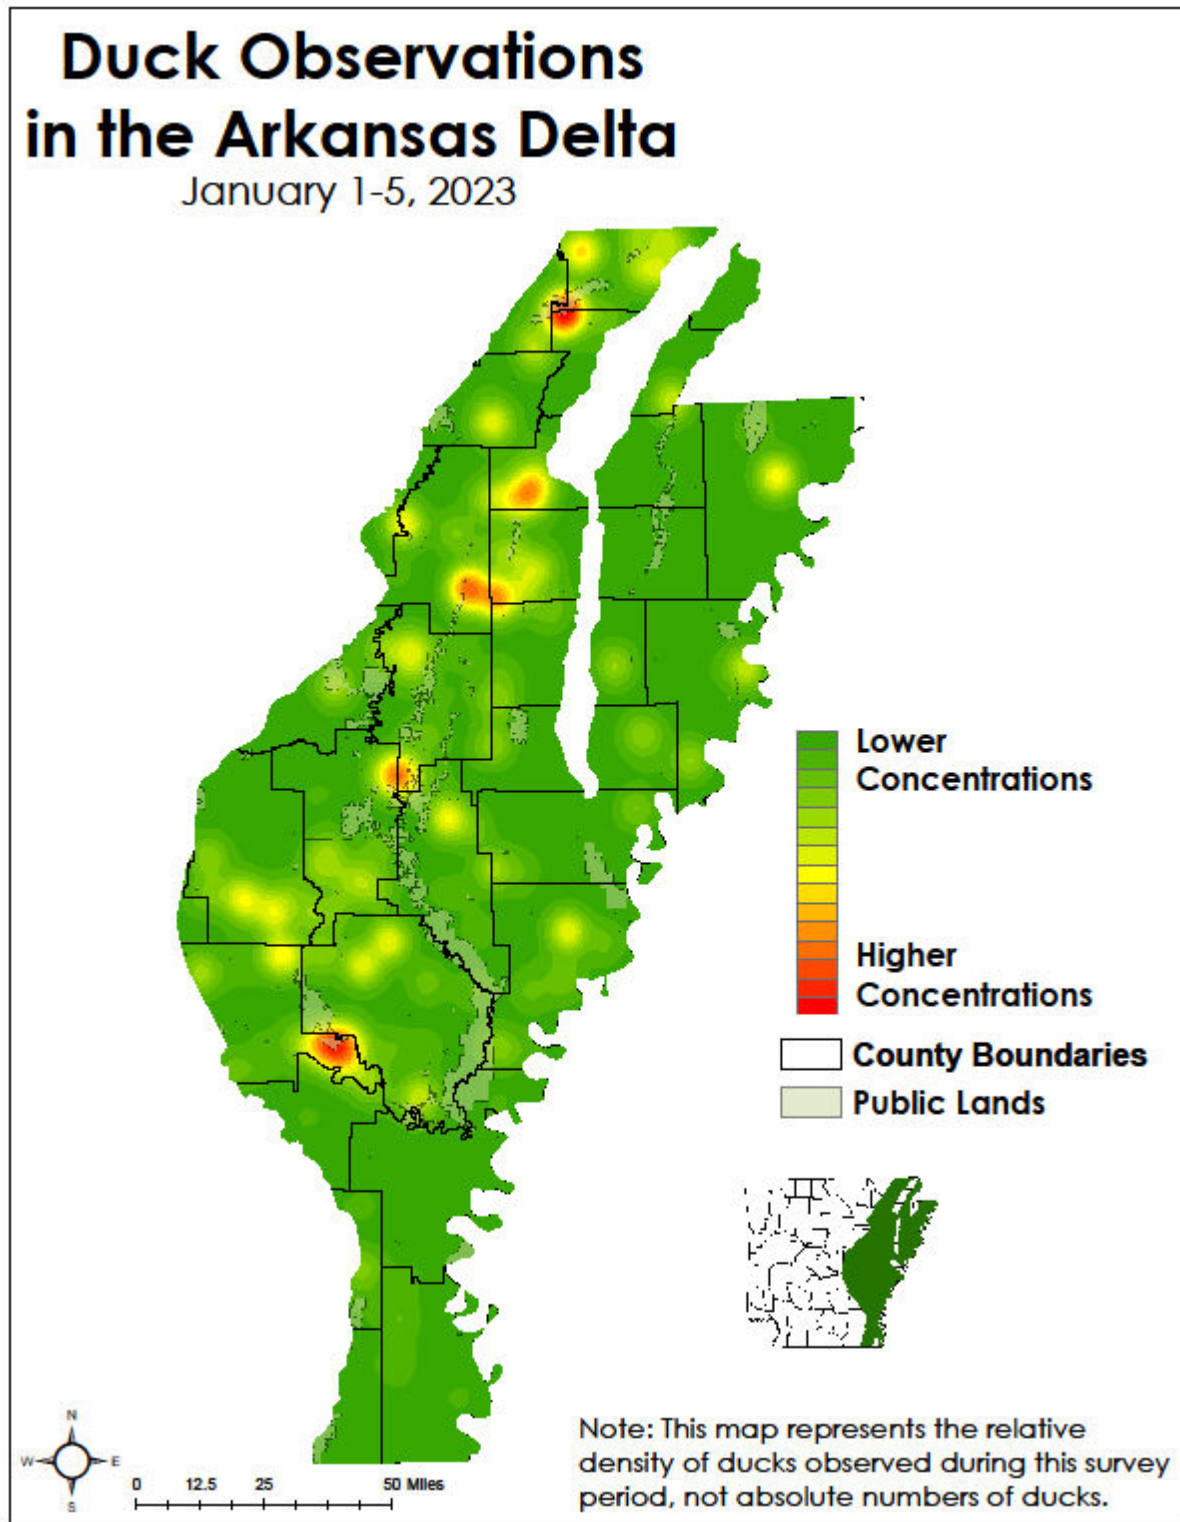 Duck Observations
in the Arkansas Delta
January 1-5, 2023
Lower
Concentrations
Higher
Concentrations
County Boundaries
Public Lands
N
W E
S
0 12.5 25 50 Miles
Note: This map represents the relative
density of ducks observed during this survey
period, not absolute numbers of ducks.